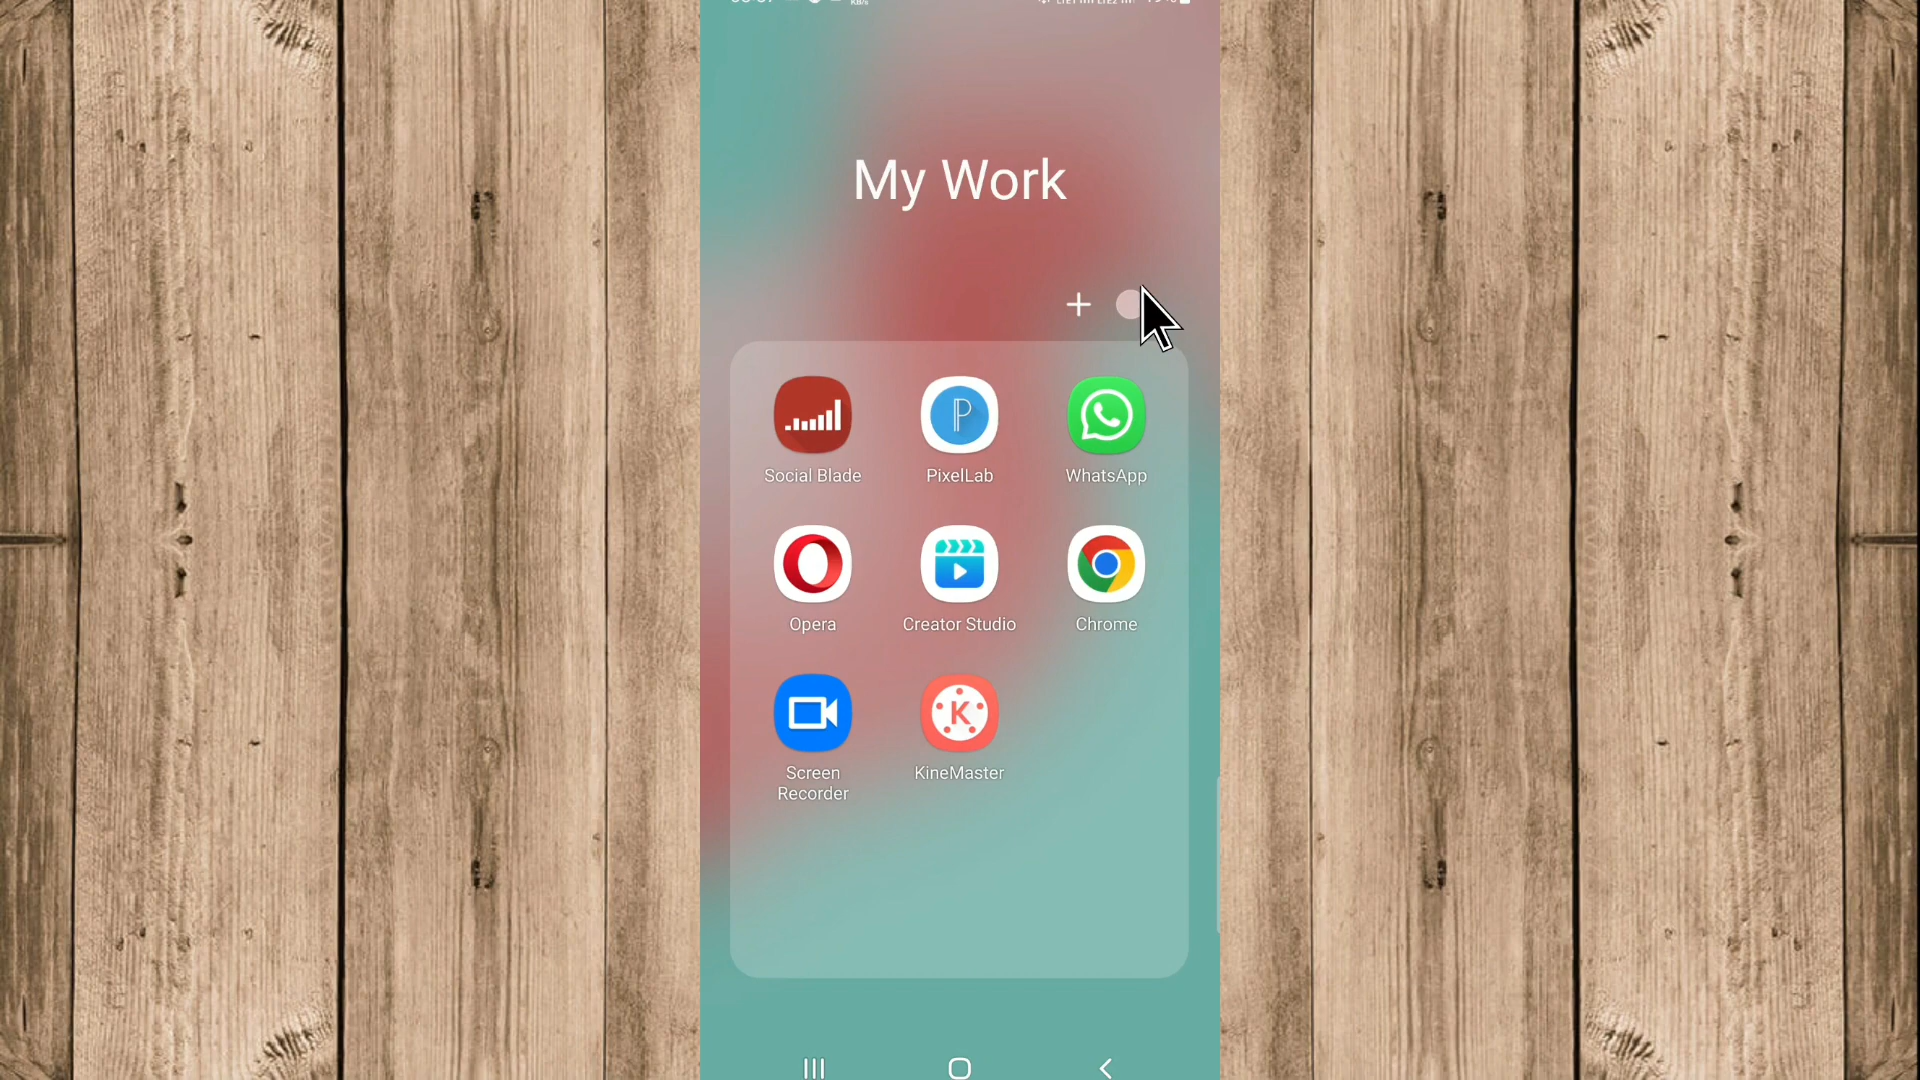 My Work
Social Blade
PixelLab
WhatsApp
Opera
Creator Studio
Chrome
Screen
Recorder
KineMaster